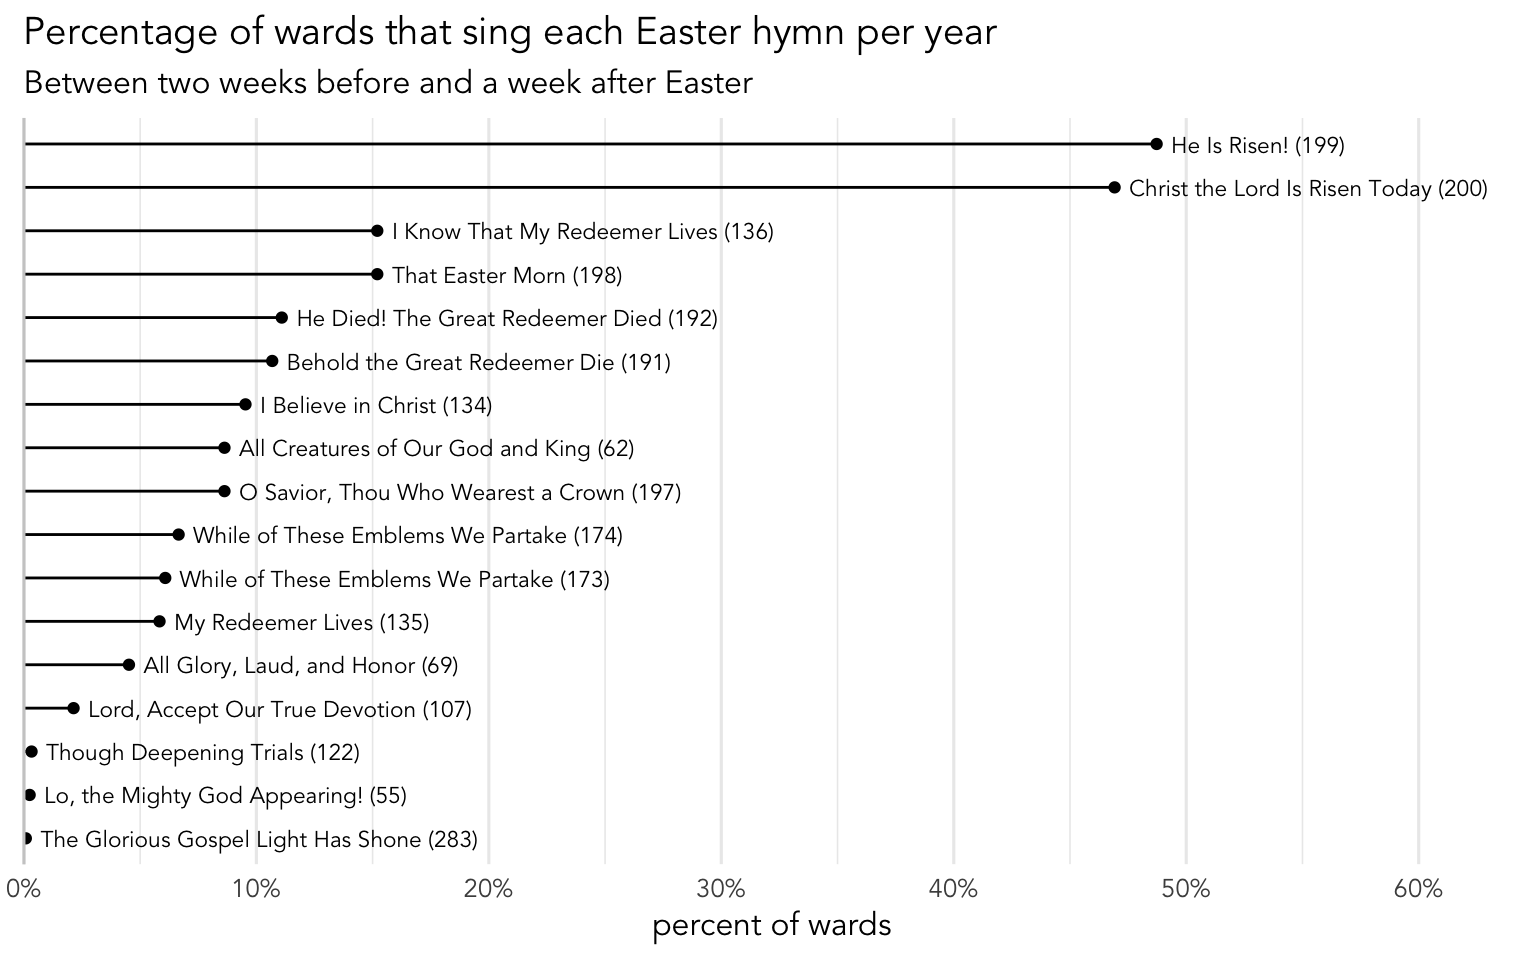 Percentage of wards that sing each Easter hymn per year
Between two weeks before and a week after Easter
He Is Risen! (199)
Christ the Lord Is Risen Today (200)
I Know That My Redeemer Lives (136)
That Easter Morn (198)
He Died! The Great Redeemer Died (192)
Behold the Great Redeemer Die (191)
I Believe in Christ (134)
All Creatures of Our God and King (62)
O Savior, Thou Who Wearest a Crown (197)
While of These Emblems We Partake (174)
While of These Emblems We Partake (173)
My Redeemer Lives (135)
All Glory, Laud, and Honor (69)
Lord, Accept Our True Devotion (107)
Though Deepening Trials (122)
Lo, the Mighty God Appearing! (55)
The Glorious Gospel Light Has Shone (283)
0% 10% 20% 30% 40% 50% 60%
percent of wards